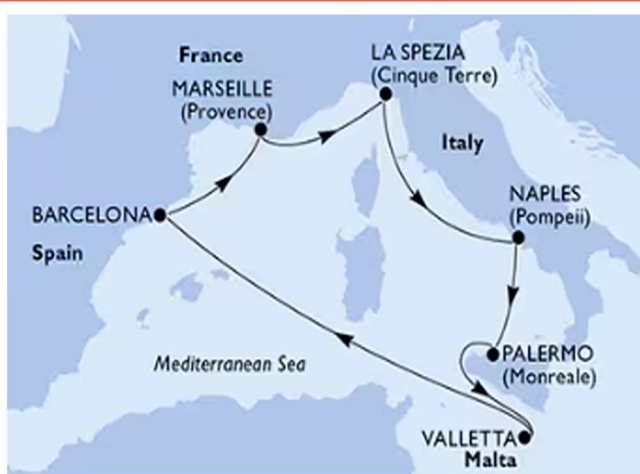 France
MARSEILLE
(Provence)
LA SPEZIA
(Cinque Terre)
Italy
NAPLES
(Pompeii)
BARCELONA
Spain
PALERMO
(Monreale)
Mediterranean Sea
VALLETTA
Malta